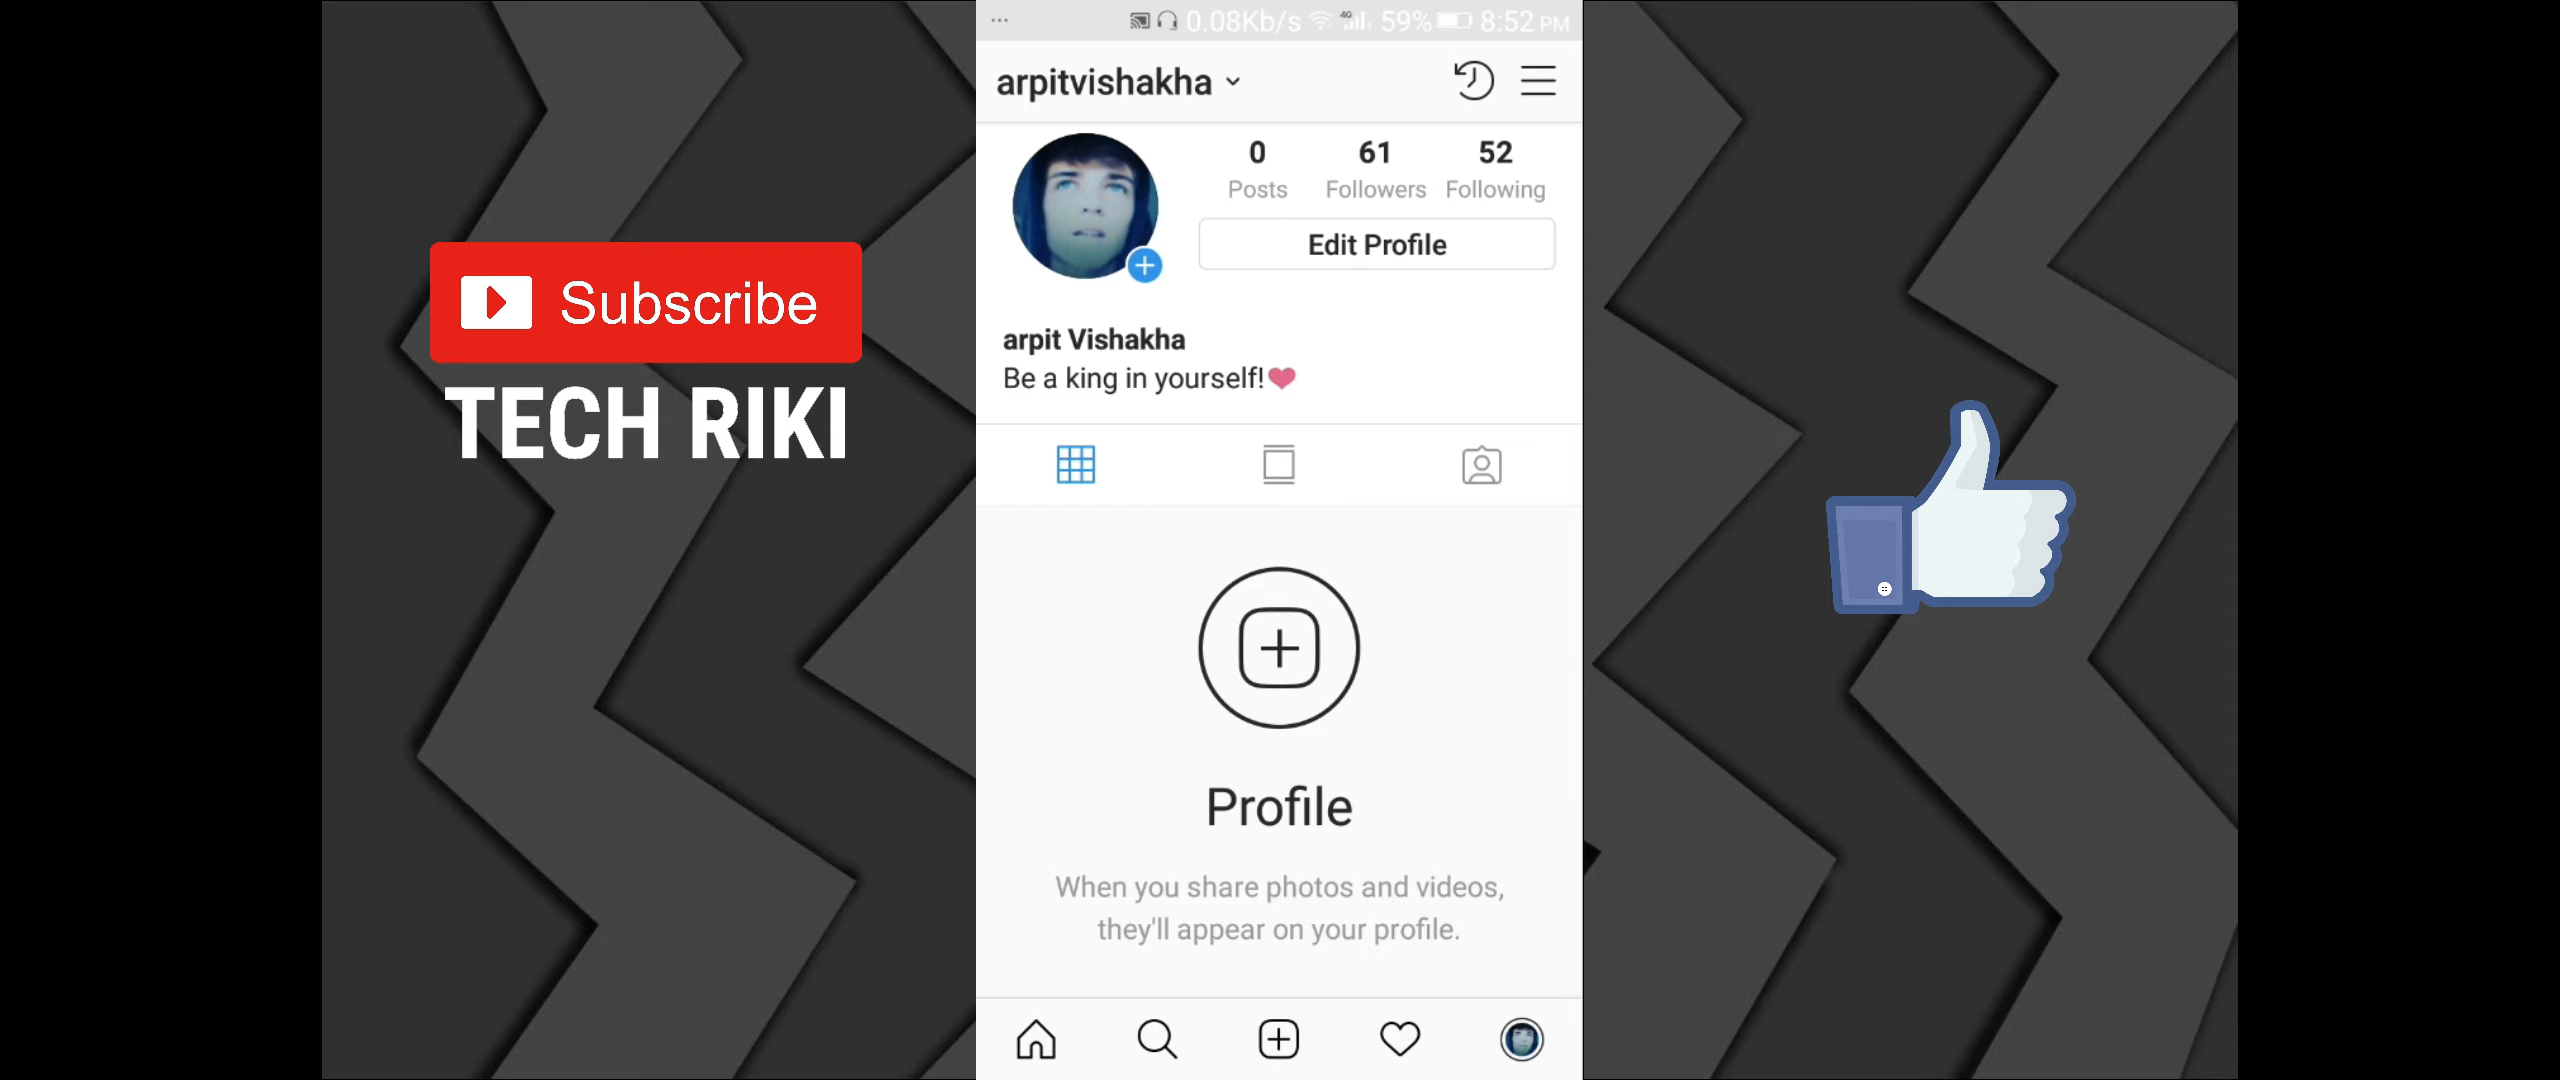 Subscribe
TECH RIKI
... 0.08Kb/s 4G 59% 8:52 PM
arpitvishakha
0 61 52
Posts Followers Following
Edit Profile
arpit Vishakha
Be a king in yourself!❤
Profile
When you share photos and videos,
they'll appear on your profile.